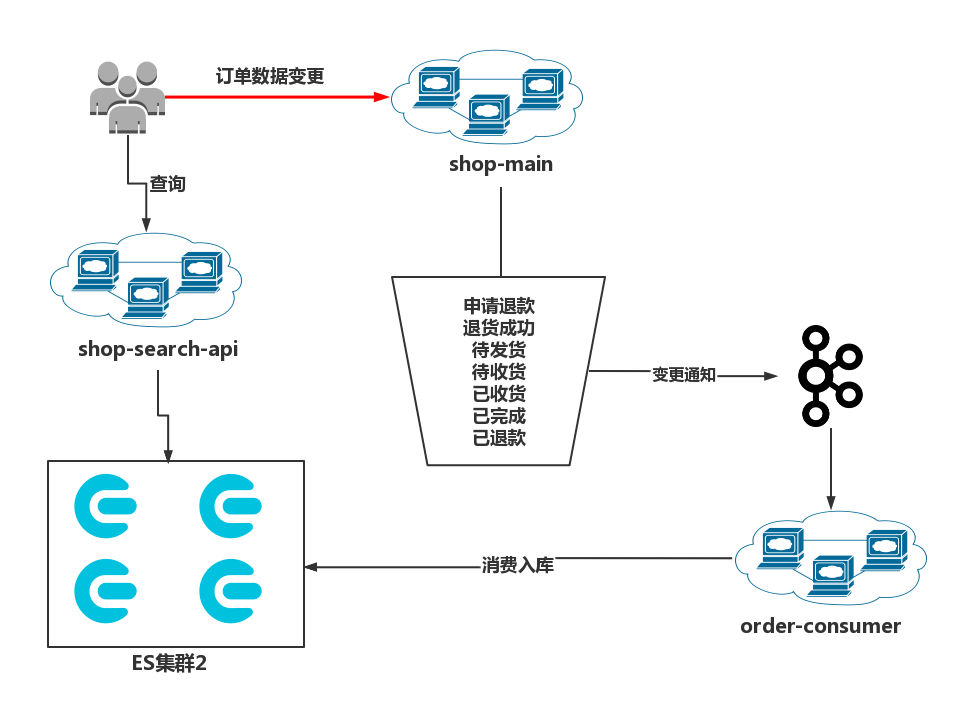 订单数据变更
shop-main
查询
shop-search-api
申请退款
退货成功
待发货
待收货
已收货
已完成
已退款
变更通知
消费入库
order-consumer
ES集群2